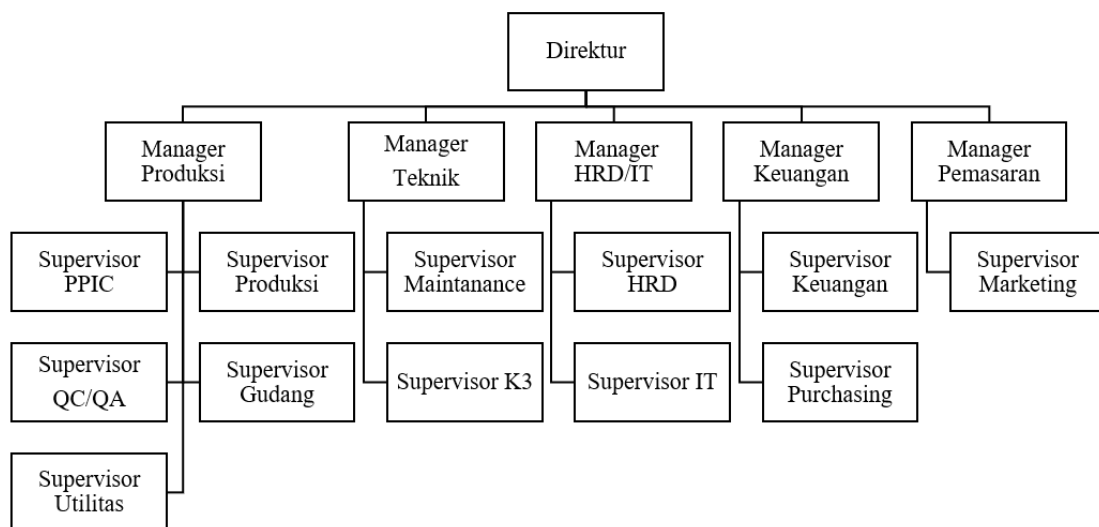 Direktur
Manager
Produksi
Manager
Teknik
Manager
HRD/IT
Manager
Keuangan
Manager
Pemasaran
Supervisor
PPIC
Supervisor
Produksi
Supervisor
Maintanance
Supervisor
HRD
Supervisor
Keuangan
Supervisor
Marketing
Supervisor
QC/QA
Supervisor
Gudang
Supervisor K3
Supervisor IT
Supervisor
Purchasing
Supervisor
Utilitas